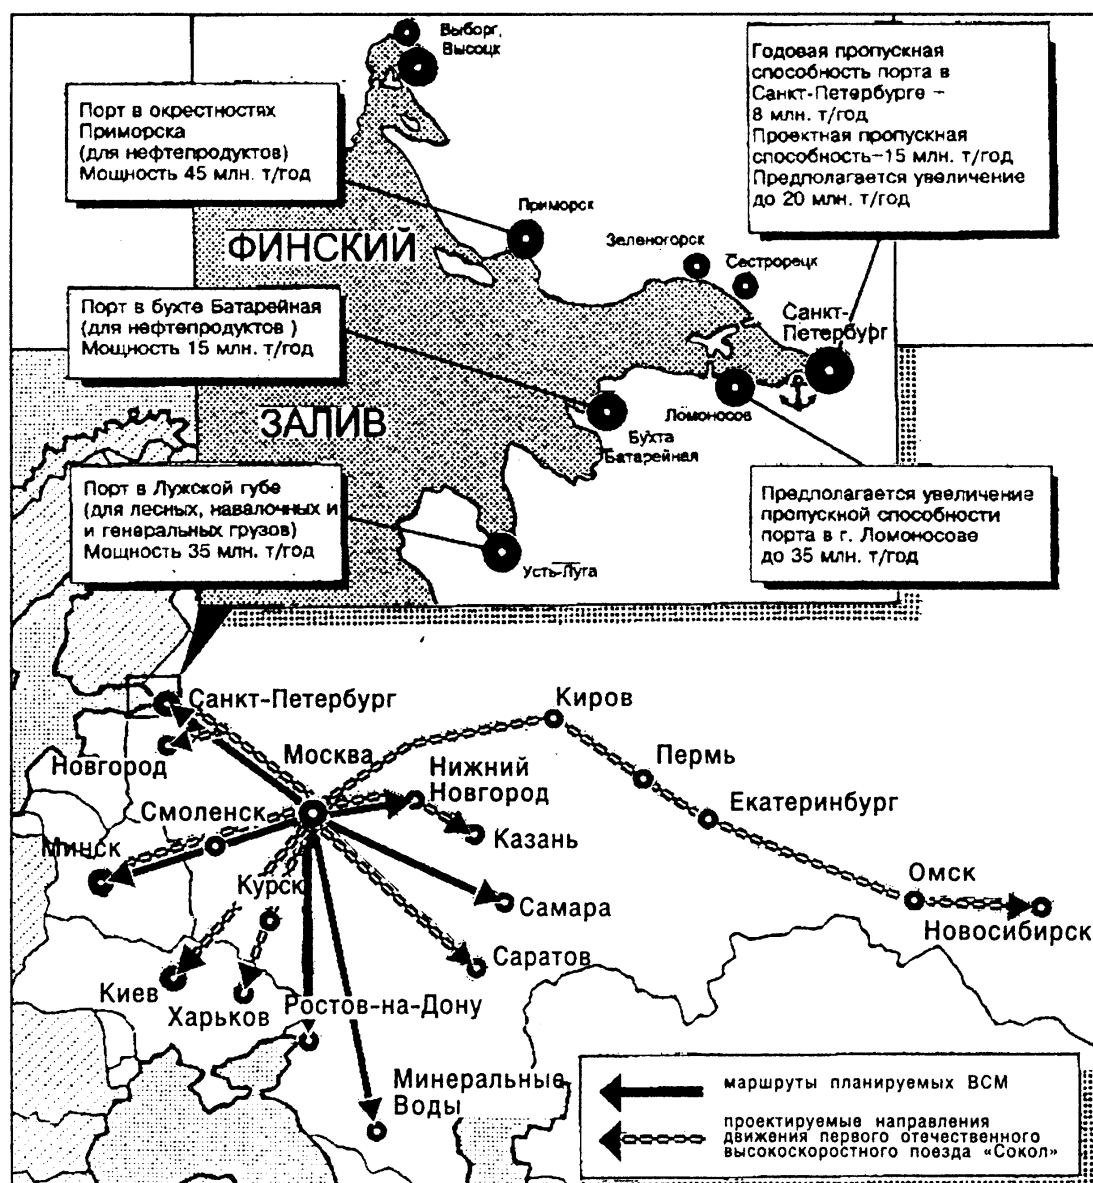 Выборг,
Высоцк
Годовая пропускная
способность порта в
Санкт-Петербурге –
8 млн. т/год
Проектная пропускная
способность–15 млн. т/год
Предполагается увеличение
до 20 млн. т/год
Порт в окрестностях
Приморска
(для нефтепродуктов)
Мощность 45 млн. т/год
Приморск
ФИНСКИЙ
Зеленогорск
Сестрорецк
Порт в бухте Батарейная
(для нефтепродуктов )
Мощность 15 млн. т/год
Санкт-
Петербург
ЗАЛИВ
Ломоносов
Бухта
Батарейная
Порт в Лужской губе
(для лесных, навалочных и
и генеральных грузов)
Мощность 35 млн. т/год
Усть-Луга
Предполагается увеличение
пропускной способности
порта в г. Ломоносове
до 35 млн. т/год
Санкт-Петербург
Киров
Новгород
Москва
Нижний
Новгород
Пермь
Смоленск
Екатеринбург
Казань
Минск
Курск
Самара
Омск
Новосибирск
Саратов
Киев
Харьков
Ростов-на-Дону
Минеральные
Воды
маршруты планируемых ВСМ
проектируемые направления
движения первого отечественного
высокоскоростного поезда «Сокол»